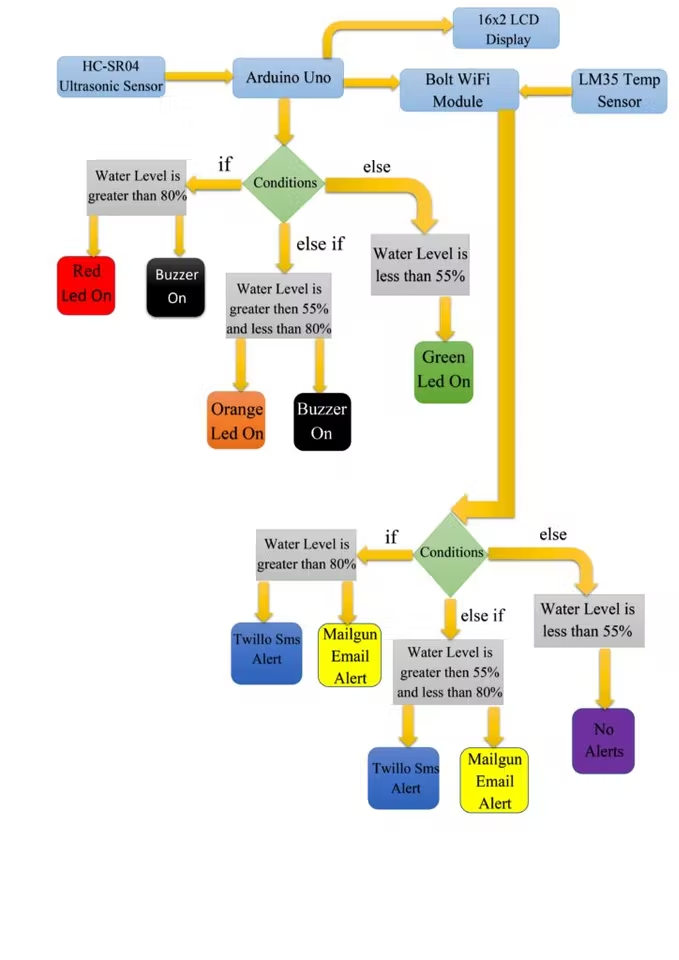 16x2 LCD
Display
HC-SR04
Ultrasonic Sensor
Arduino Uno
Bolt WiFi
Module
LM35 Temp
Sensor
if
Conditions
else
Water Level is
greater than 80%
else if
Water Level is
less than 55%
Red
Led On
Buzzer
On
Water Level is
greater then 55%
and less than 80%
Green
Led On
Orange
Led On
Buzzer
On
if
Conditions
else
Water Level is
greater than 80%
else if
Water Level is
less than 55%
Twillo Sms
Alert
Mailgun
Email
Alert
Water Level is
greater then 55%
and less than 80%
No
Alerts
Twillo Sms
Alert
Mailgun
Email
Alert